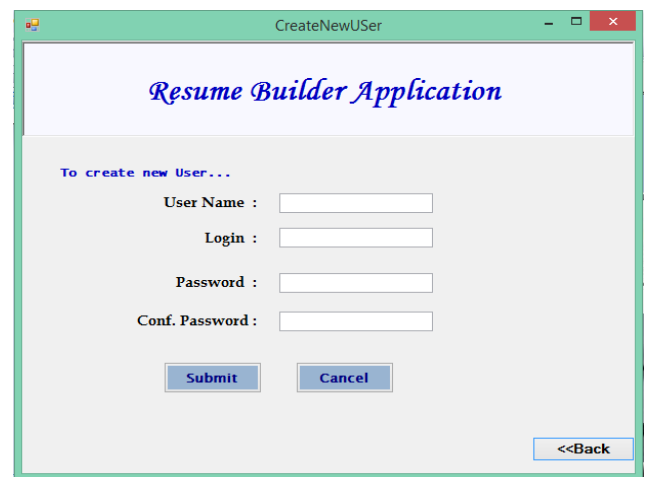 CreateNewUSer
Resume Builder Application
To create new User...
User Name :
Login :
Password :
Conf. Password :
Submit Cancel
<<Back